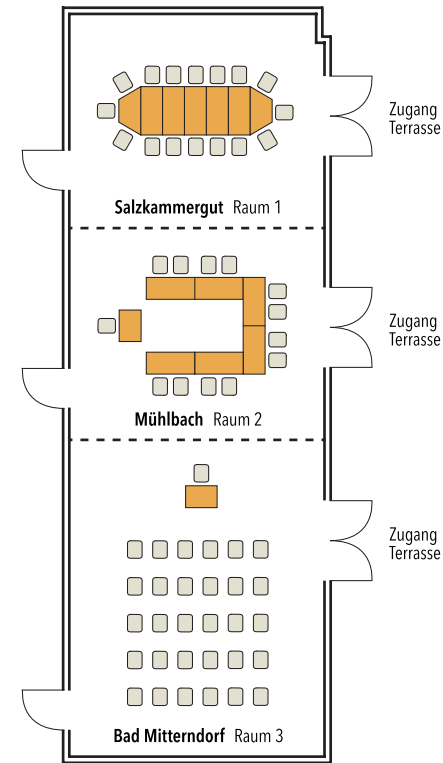 Zugang
Terrasse
Salzkammergut Raum 1
Zugang
Terrasse
Mühlbach Raum 2
Zugang
Terrasse
Bad Mitterndorf Raum 3